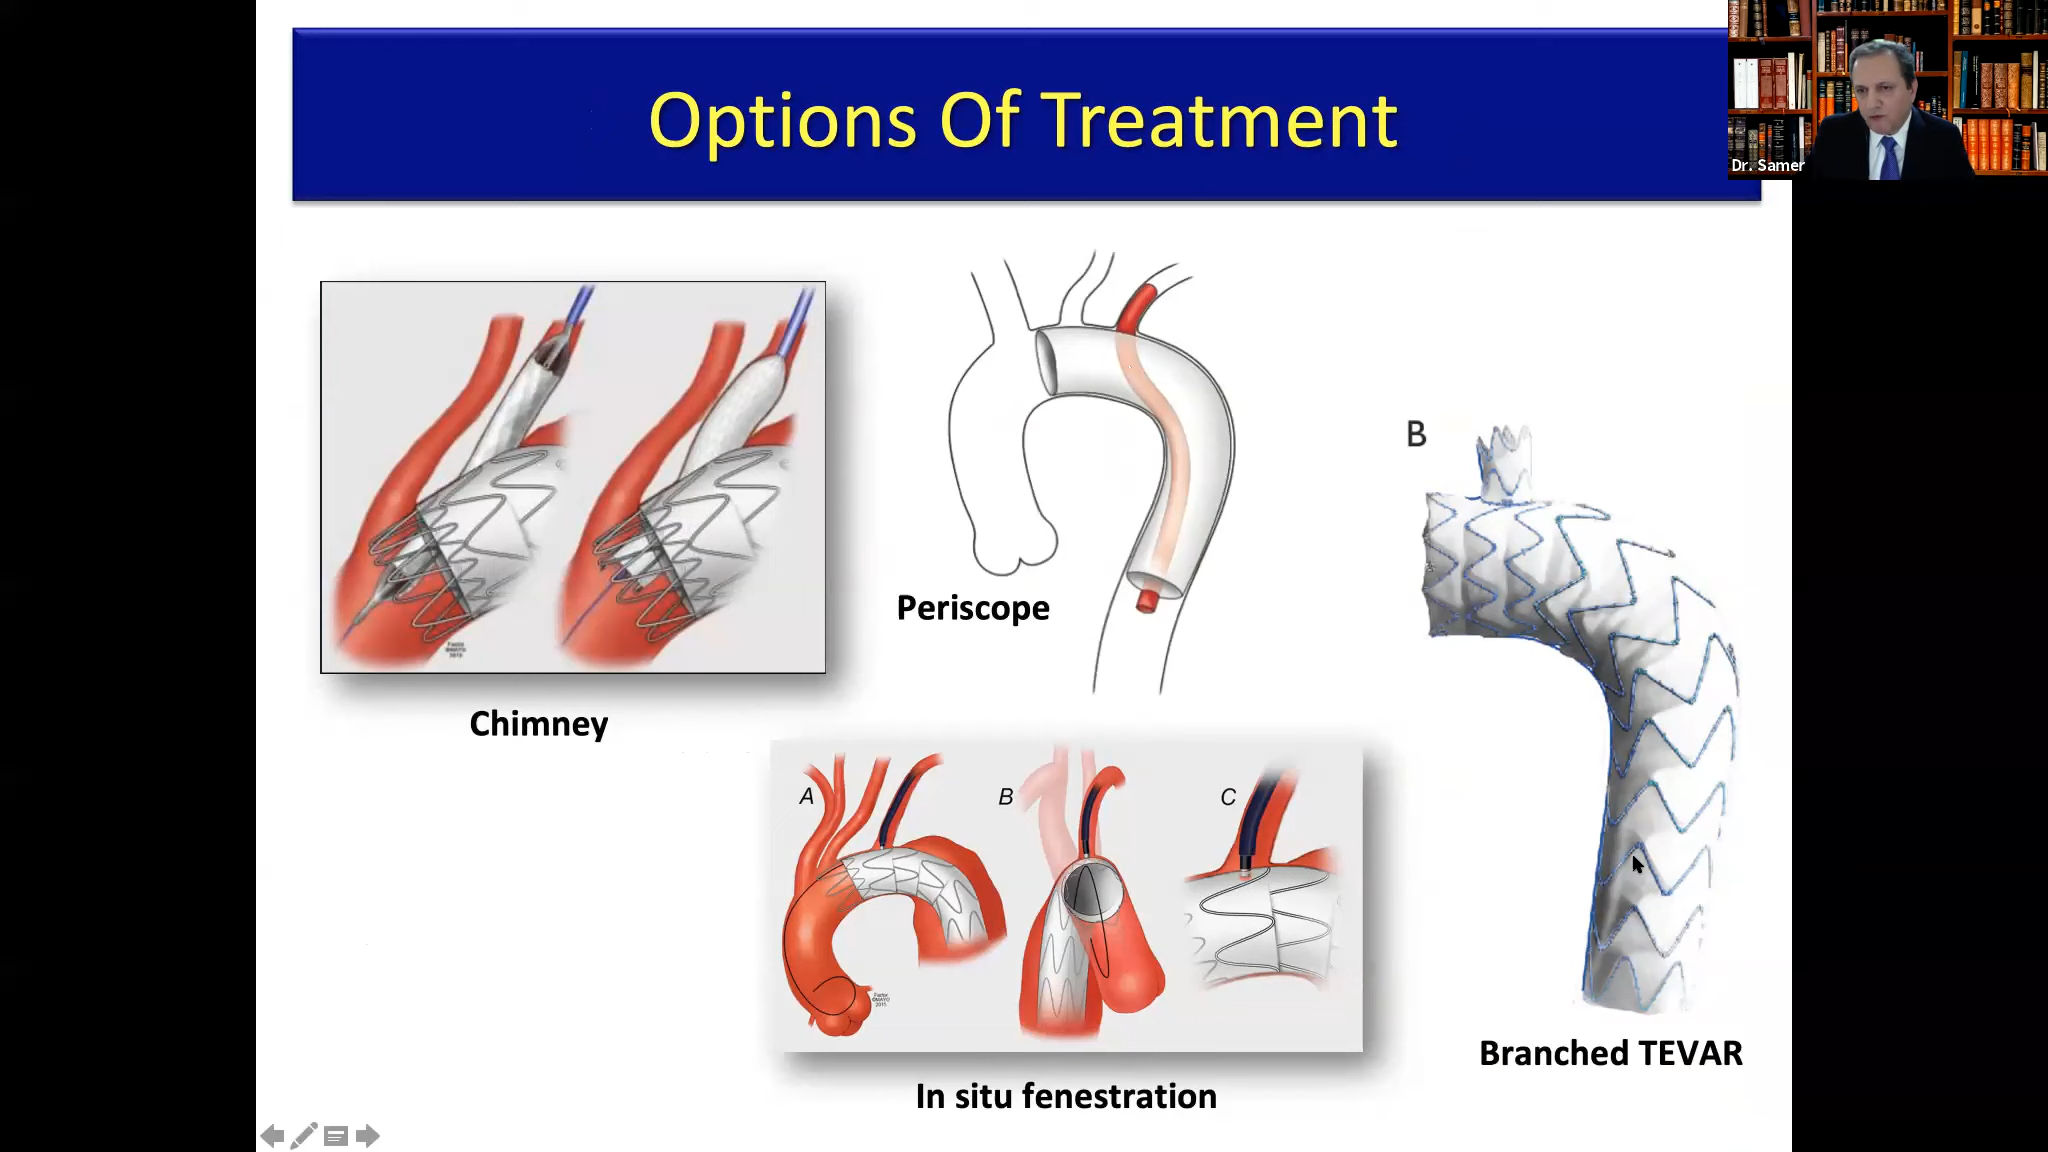 Options Of Treatment
Dr. Samer
Chimney
Periscope
B
Branched TEVAR
A
B
C
In situ fenestration